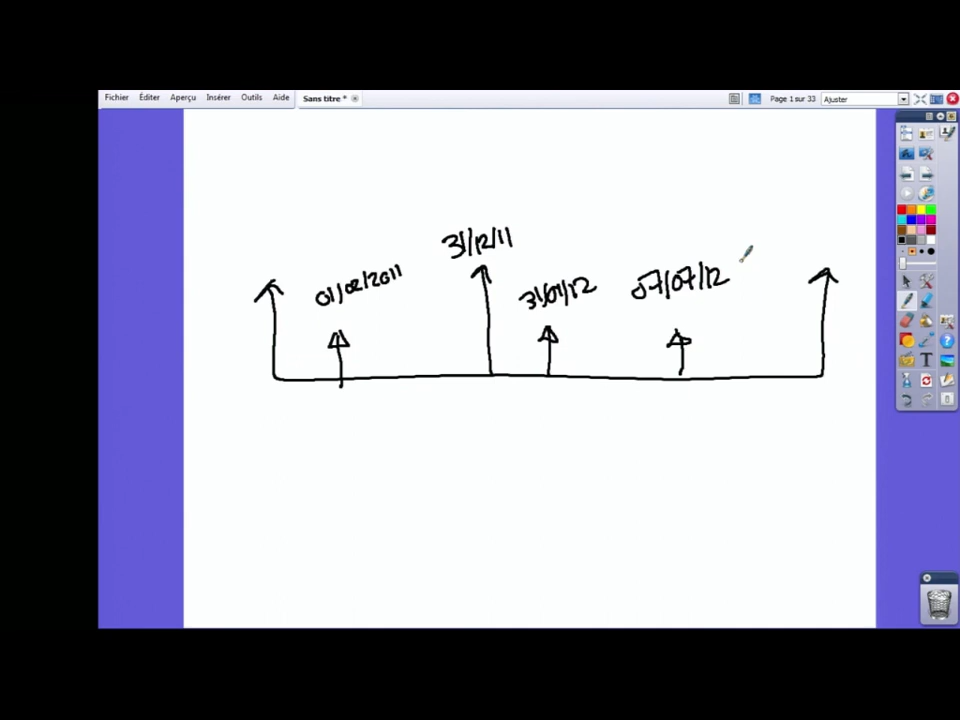 Fichier Éditer Aperçu Insérer Outils Aide Sans titre *
Page 1 sur 33 Ajuster
31/12/11
01/02/2011
31/01/12
07/07/12